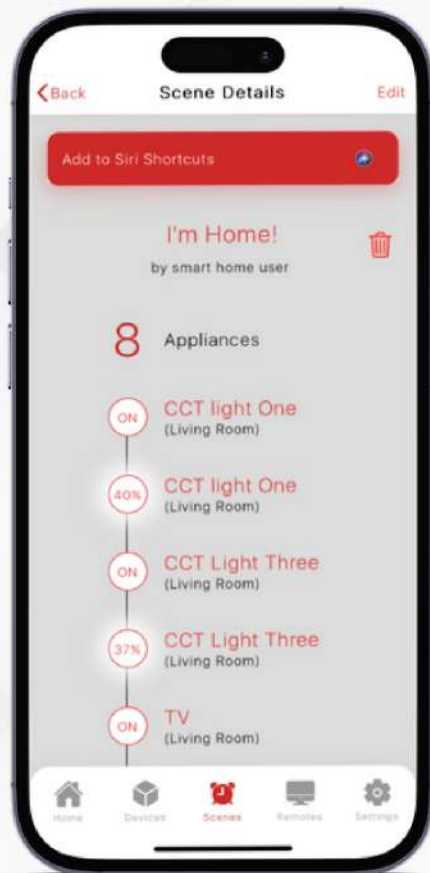 Back
Scene Details
Edit
Add to Siri Shortcuts
I'm Home!
by smart home user
8 Appliances
ON
CCT light One
(Living Room)
40%
CCT light One
(Living Room)
ON
CCT Light Three
(Living Room)
37%
CCT Light Three
(Living Room)
ON
TV
(Living Room)
Home
Devices
Scenes
Remotes
Settings